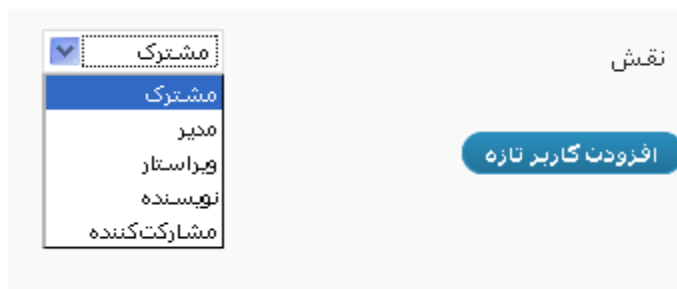 نقش
مشترک
مشترک
مدیر
ویراستار
نویسنده
مشارکت‌کننده
افزودن کاربر تازه